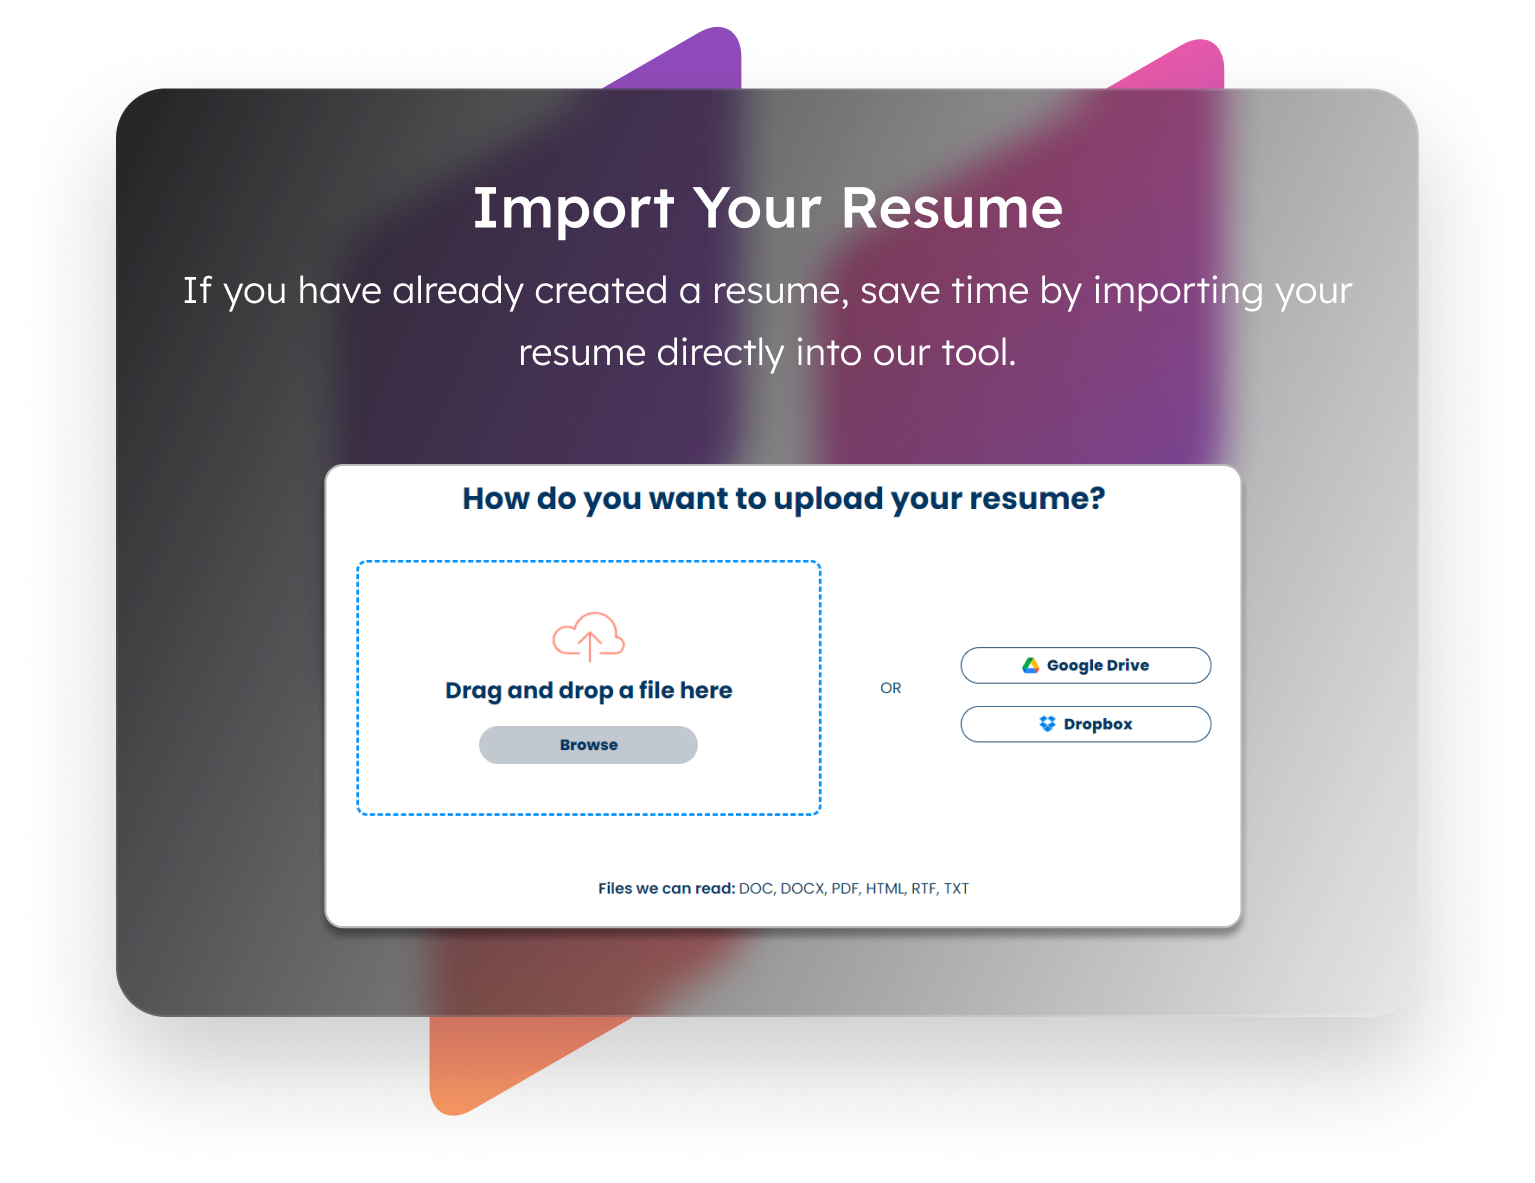 Import Your Resume
If you have already created a resume, save time by importing your
resume directly into our tool.
How do you want to upload your resume?
Drag and drop a file here
Browse
OR
Google Drive
Dropbox
Files we can read: DOC, DOCX, PDF, HTML, RTF, TXT